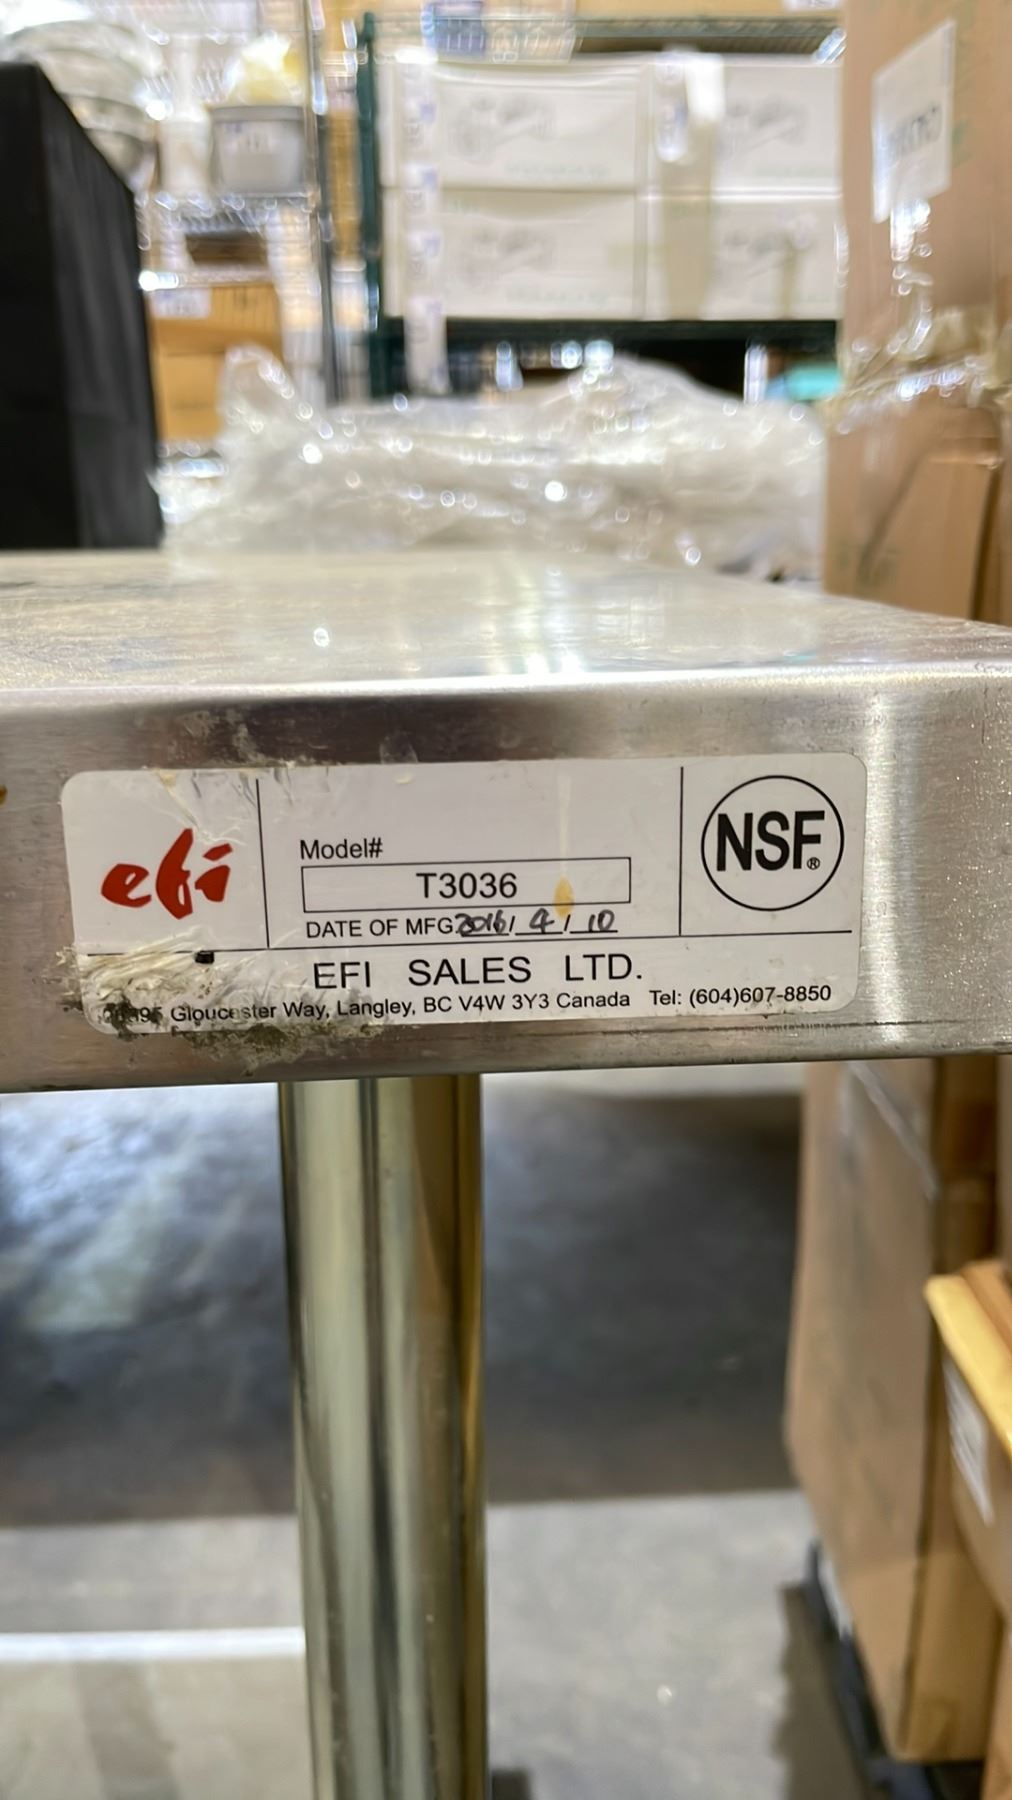 efi
Model#
T3036
DATE OF MFG.2016/ 4 / 10
NSF®
EFI SALES LTD.
Gloucester Way, Langley, BC V4W 3Y3 Canada Tel: (604)607-8850